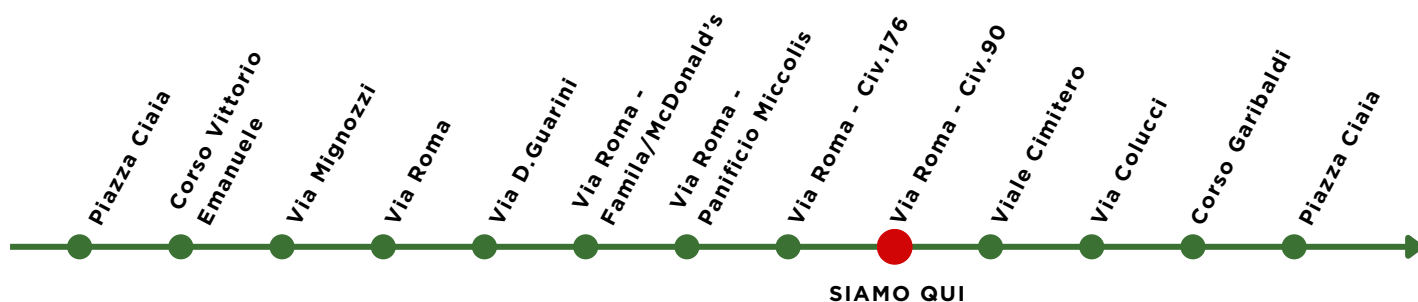 Piazza Ciaia
Corso Vittorio
Emanuele
Via Mignozzi
Via Roma
Via D.Guarini
Via Roma -
Famila/McDonald's
Via Roma -
Panificio Miccolis
Via Roma - Civ.176
Via Roma - Civ.90
Viale Cimitero
Via Colucci
Corso Garibaldi
Piazza Ciaia
SIAMO QUI